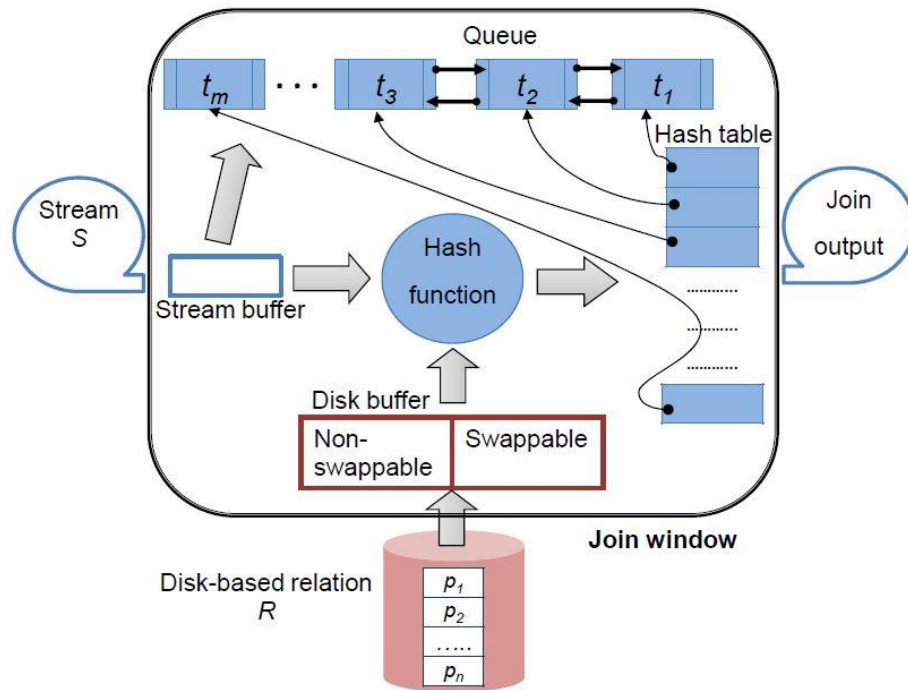 Queue
t_m ... t_3 t_2 t_1
Hash table
Stream
S
Join
output
Hash
function
Stream buffer
............
............
............
Disk buffer
Non-
swappable
Swappable
Join window
Disk-based relation
R
p_1
p_2
.....
p_n